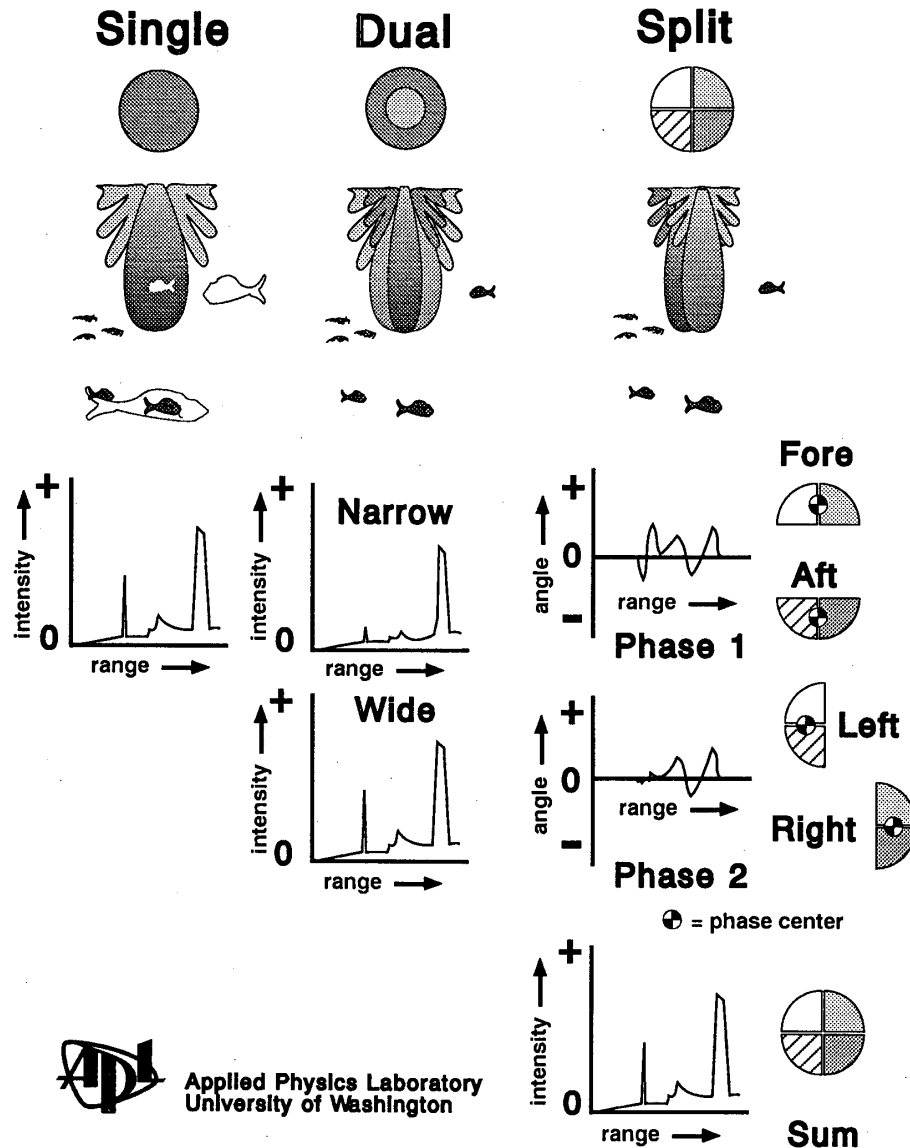 Single Dual Split
+
intensity
0
range
+
Narrow
intensity
0
range
+
Wide
intensity
0
range
+
angle
0
-
range
Phase 1
Fore
Aft
+
angle
0
-
range
Phase 2
Left
Right
= phase center
+
intensity
0
range
Sum
APL
Applied Physics Laboratory
University of Washington